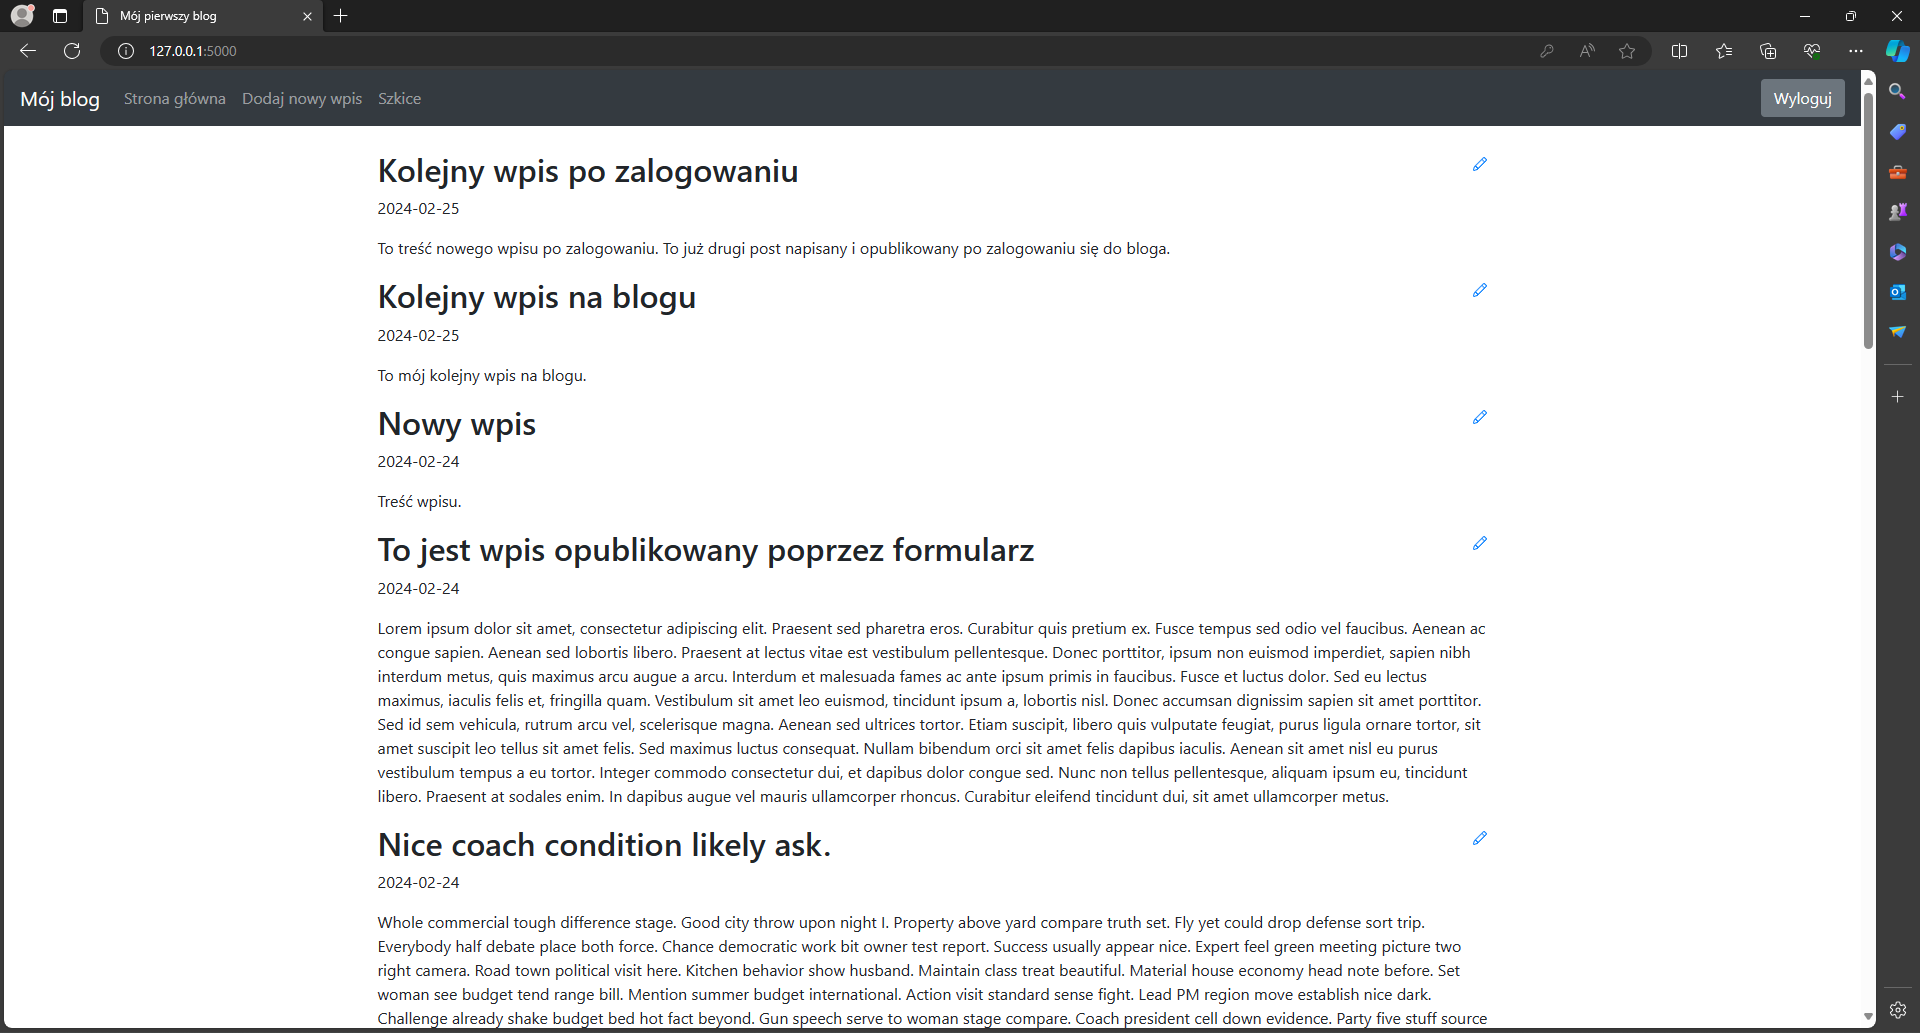 Mój pierwszy blog
127.0.0.1:5000
Mój blog Strona główna Dodaj nowy wpis Szkice Wyloguj
Kolejny wpis po zalogowaniu
2024-02-25
To treść nowego wpisu po zalogowaniu. To już drugi post napisany i opublikowany po zalogowaniu się do bloga.
Kolejny wpis na blogu
2024-02-25
To mój kolejny wpis na blogu.
Nowy wpis
2024-02-24
Treść wpisu.
To jest wpis opublikowany poprzez formularz
2024-02-24
Lorem ipsum dolor sit amet, consectetur adipiscing elit. Praesent sed pharetra eros. Curabitur quis pretium ex. Fusce tempus sed odio vel faucibus. Aenean ac
congue sapien. Aenean sed lobortis libero. Praesent at lectus vitae est vestibulum pellentesque. Donec porttitor, ipsum non euismod imperdiet, sapien nibh
interdum metus, quis maximus arcu augue a arcu. Interdum et malesuada fames ac ante ipsum primis in faucibus. Fusce et luctus dolor. Sed eu lectus
maximus, iaculis felis et, fringilla quam. Vestibulum sit amet leo euismod, tincidunt ipsum a, lobortis nisl. Donec accumsan dignissim sapien sit amet porttitor.
Sed id sem vehicula, rutrum arcu vel, scelerisque magna. Aenean sed ultrices tortor. Etiam suscipit, libero quis vulputate feugiat, purus ligula ornare tortor, sit
amet suscipit leo tellus sit amet felis. Sed maximus luctus consequat. Nullam bibendum orci sit amet felis dapibus iaculis. Aenean sit amet nisl eu purus
vestibulum tempus a eu tortor. Integer commodo consectetur dui, et dapibus dolor congue sed. Nunc non tellus pellentesque, aliquam ipsum eu, tincidunt
libero. Praesent at sodales enim. In dapibus augue vel mauris ullamcorper rhoncus. Curabitur eleifend tincidunt dui, sit amet ullamcorper metus.
Nice coach condition likely ask.
2024-02-24
Whole commercial tough difference stage. Good city throw upon night I. Property above yard compare truth set. Fly yet could drop defense sort trip.
Everybody half debate place both force. Chance democratic work bit owner test report. Success usually appear nice. Expert feel green meeting picture two
right camera. Road town political visit here. Kitchen behavior show husband. Maintain class treat beautiful. Material house economy head note before. Set
woman see budget tend range bill. Mention summer budget international. Action visit standard sense fight. Lead PM region move establish nice dark.
Challenge already shake budget bed hot fact beyond. Gun speech serve to woman stage compare. Coach president cell down evidence. Party five stuff source